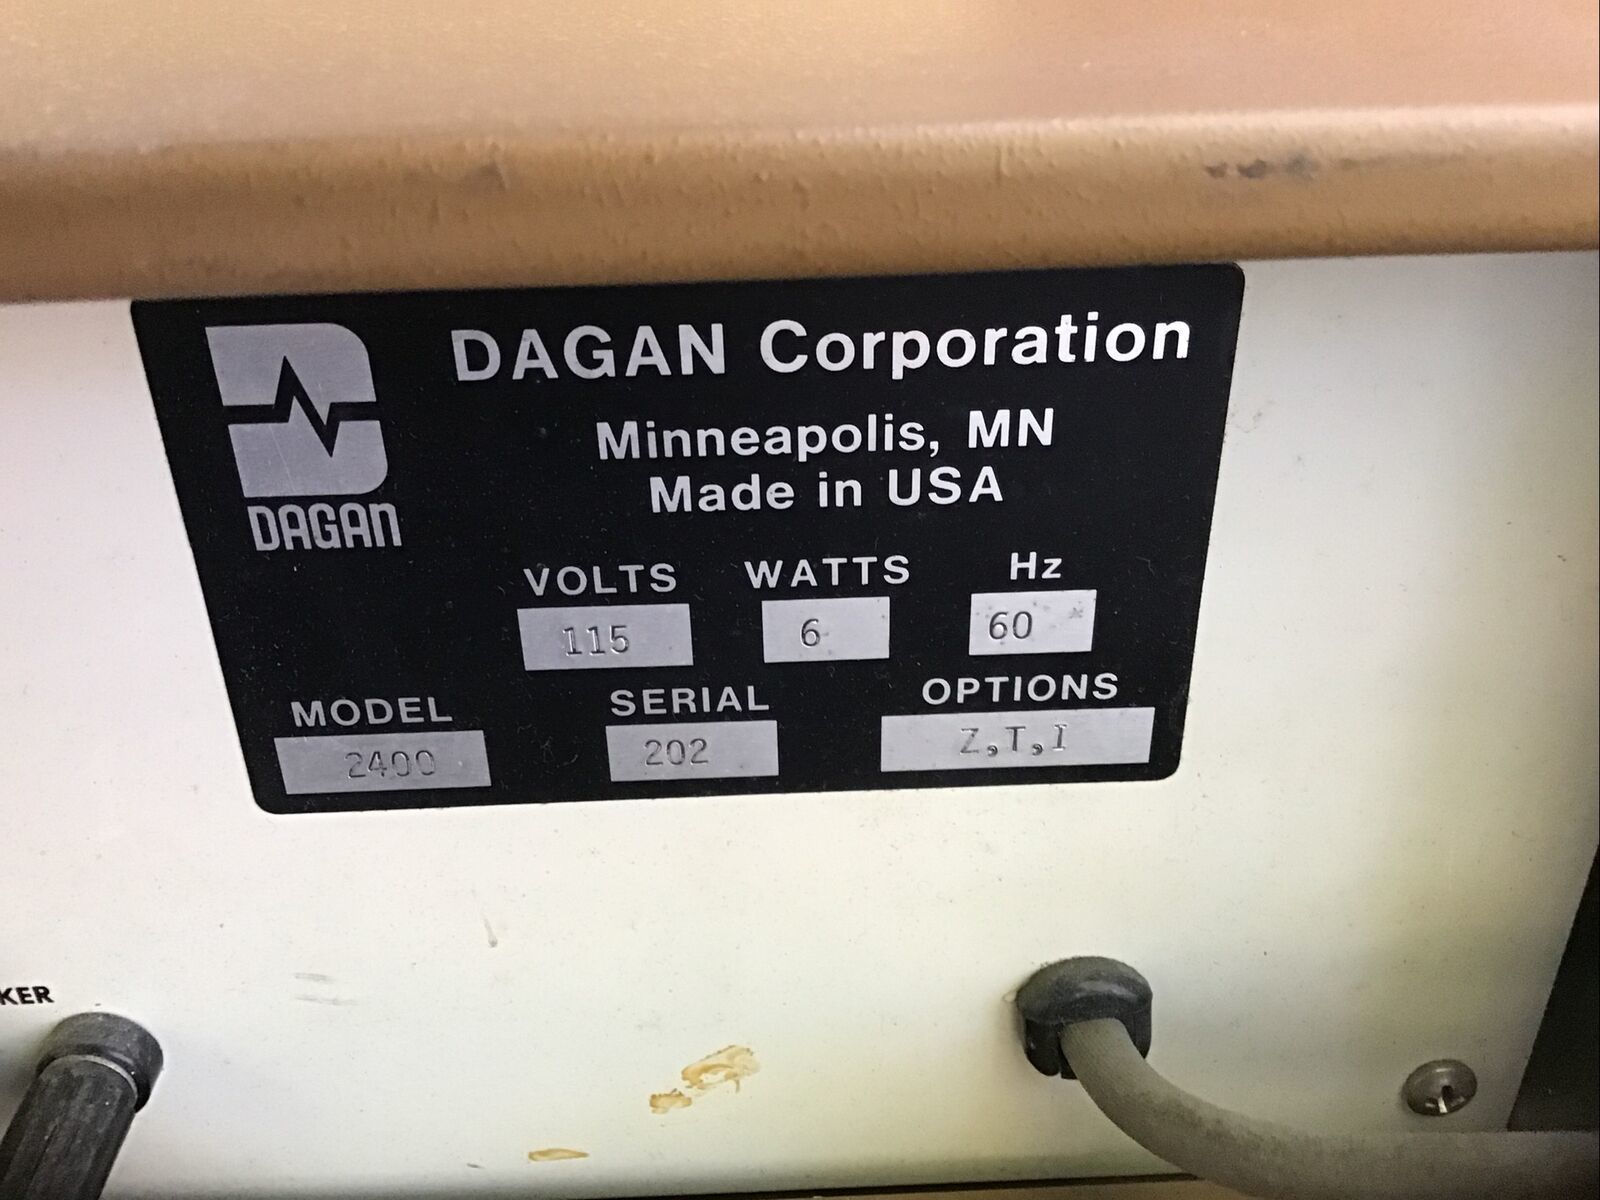 DAGAN Corporation
Minneapolis, MN
Made in USA
DAGAN
VOLTS WATTS Hz
115 6 60 *
MODEL SERIAL OPTIONS
2400 202 Z,T,I
KER